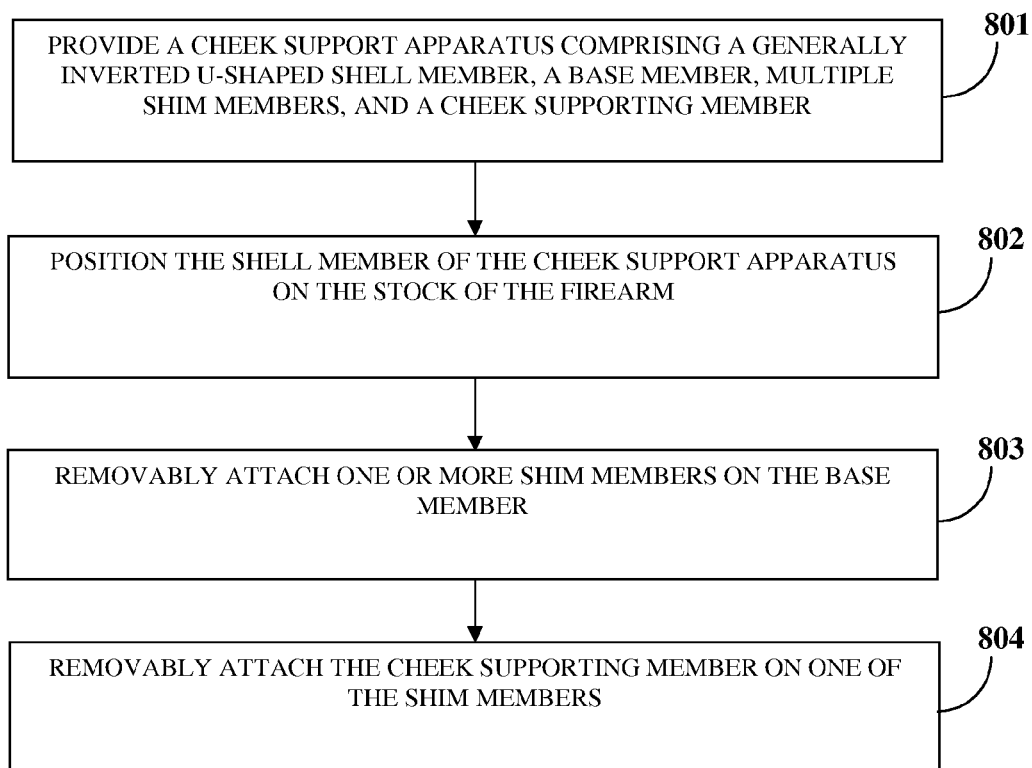 801
PROVIDE A CHEEK SUPPORT APPARATUS COMPRISING A GENERALLY
INVERTED U-SHAPED SHELL MEMBER, A BASE MEMBER, MULTIPLE
SHIM MEMBERS, AND A CHEEK SUPPORTING MEMBER
802
POSITION THE SHELL MEMBER OF THE CHEEK SUPPORT APPARATUS
ON THE STOCK OF THE FIREARM
803
REMOVABLY ATTACH ONE OR MORE SHIM MEMBERS ON THE BASE
MEMBER
804
REMOVABLY ATTACH THE CHEEK SUPPORTING MEMBER ON ONE OF
THE SHIM MEMBERS